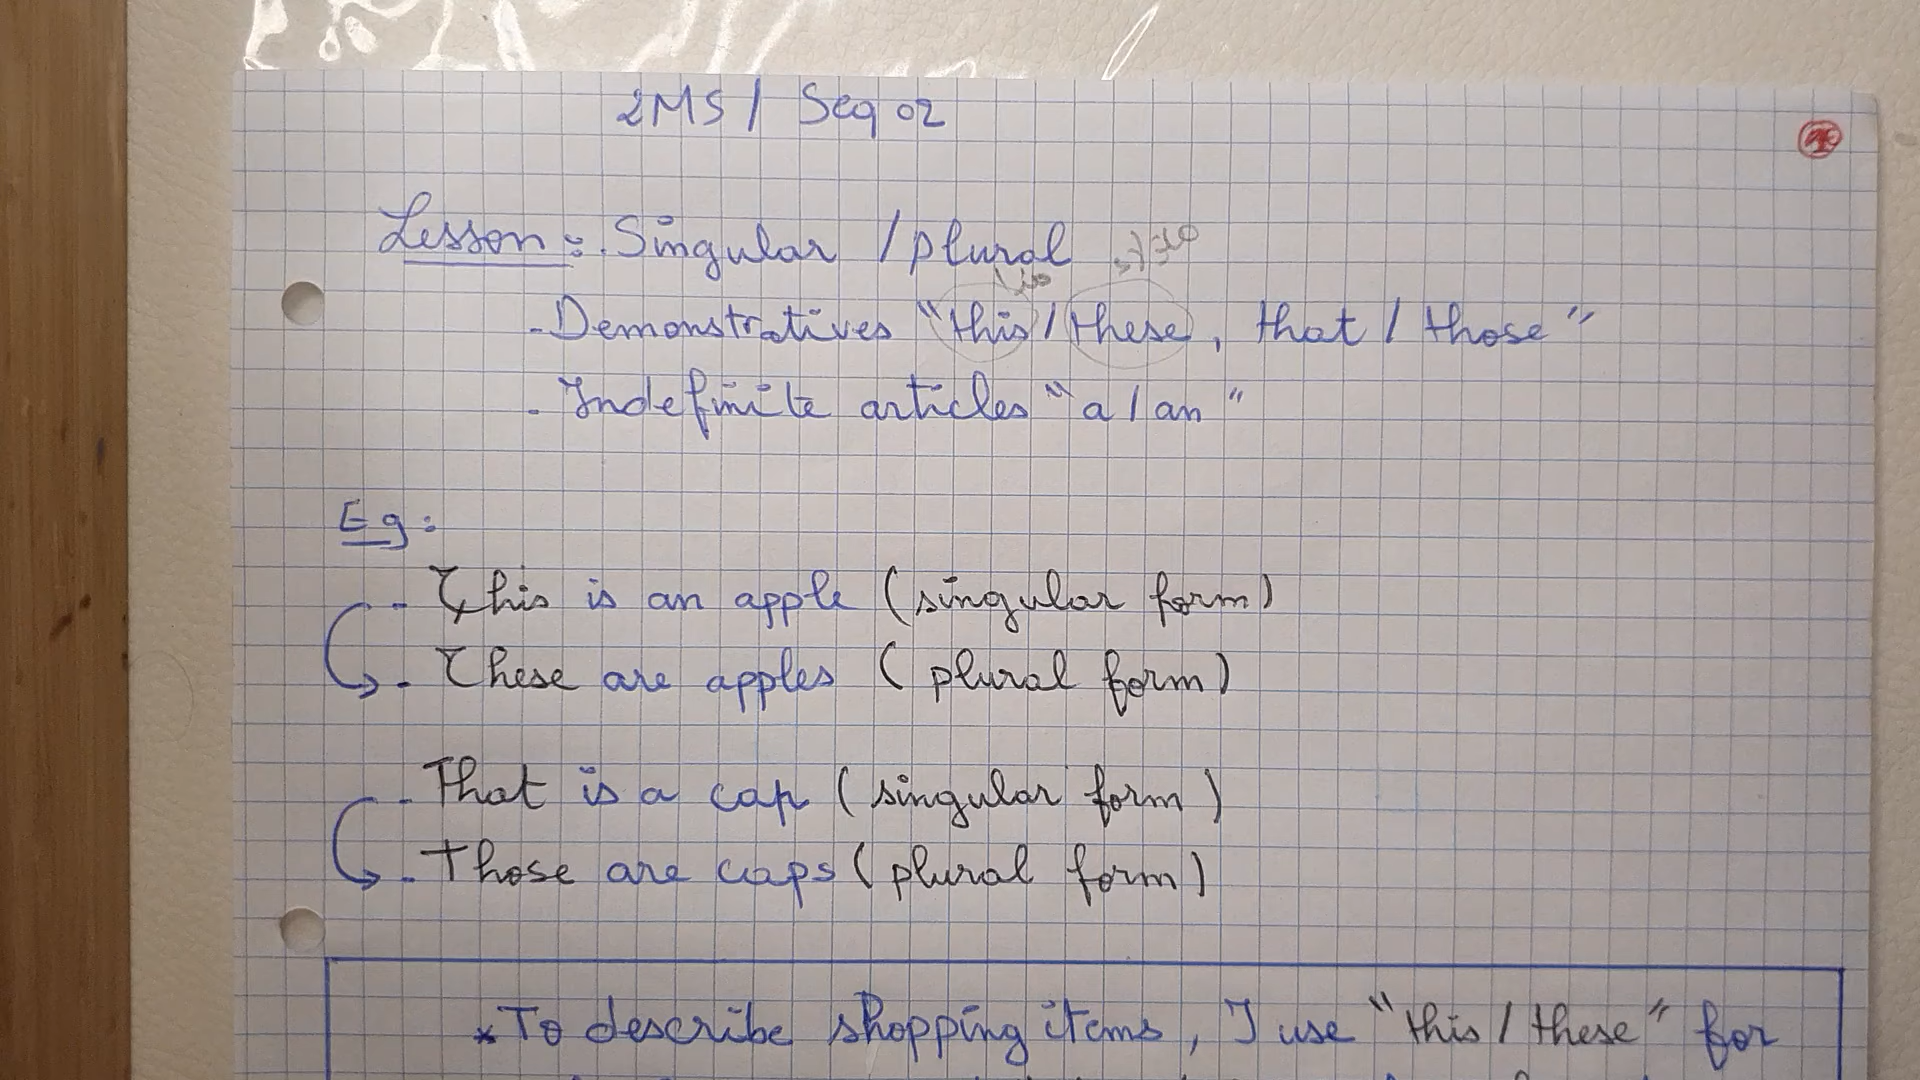 2MS / Seq 02
Lesson: Singular / plural
- Demonstratives "this / these, that / those"
- Indefinite articles "a / an"
Eg:
- This is an apple (singular form)
- These are apples (plural form)
- That is a cap (singular form)
- Those are caps (plural form)
* To describe shopping items, I use "this / these" for